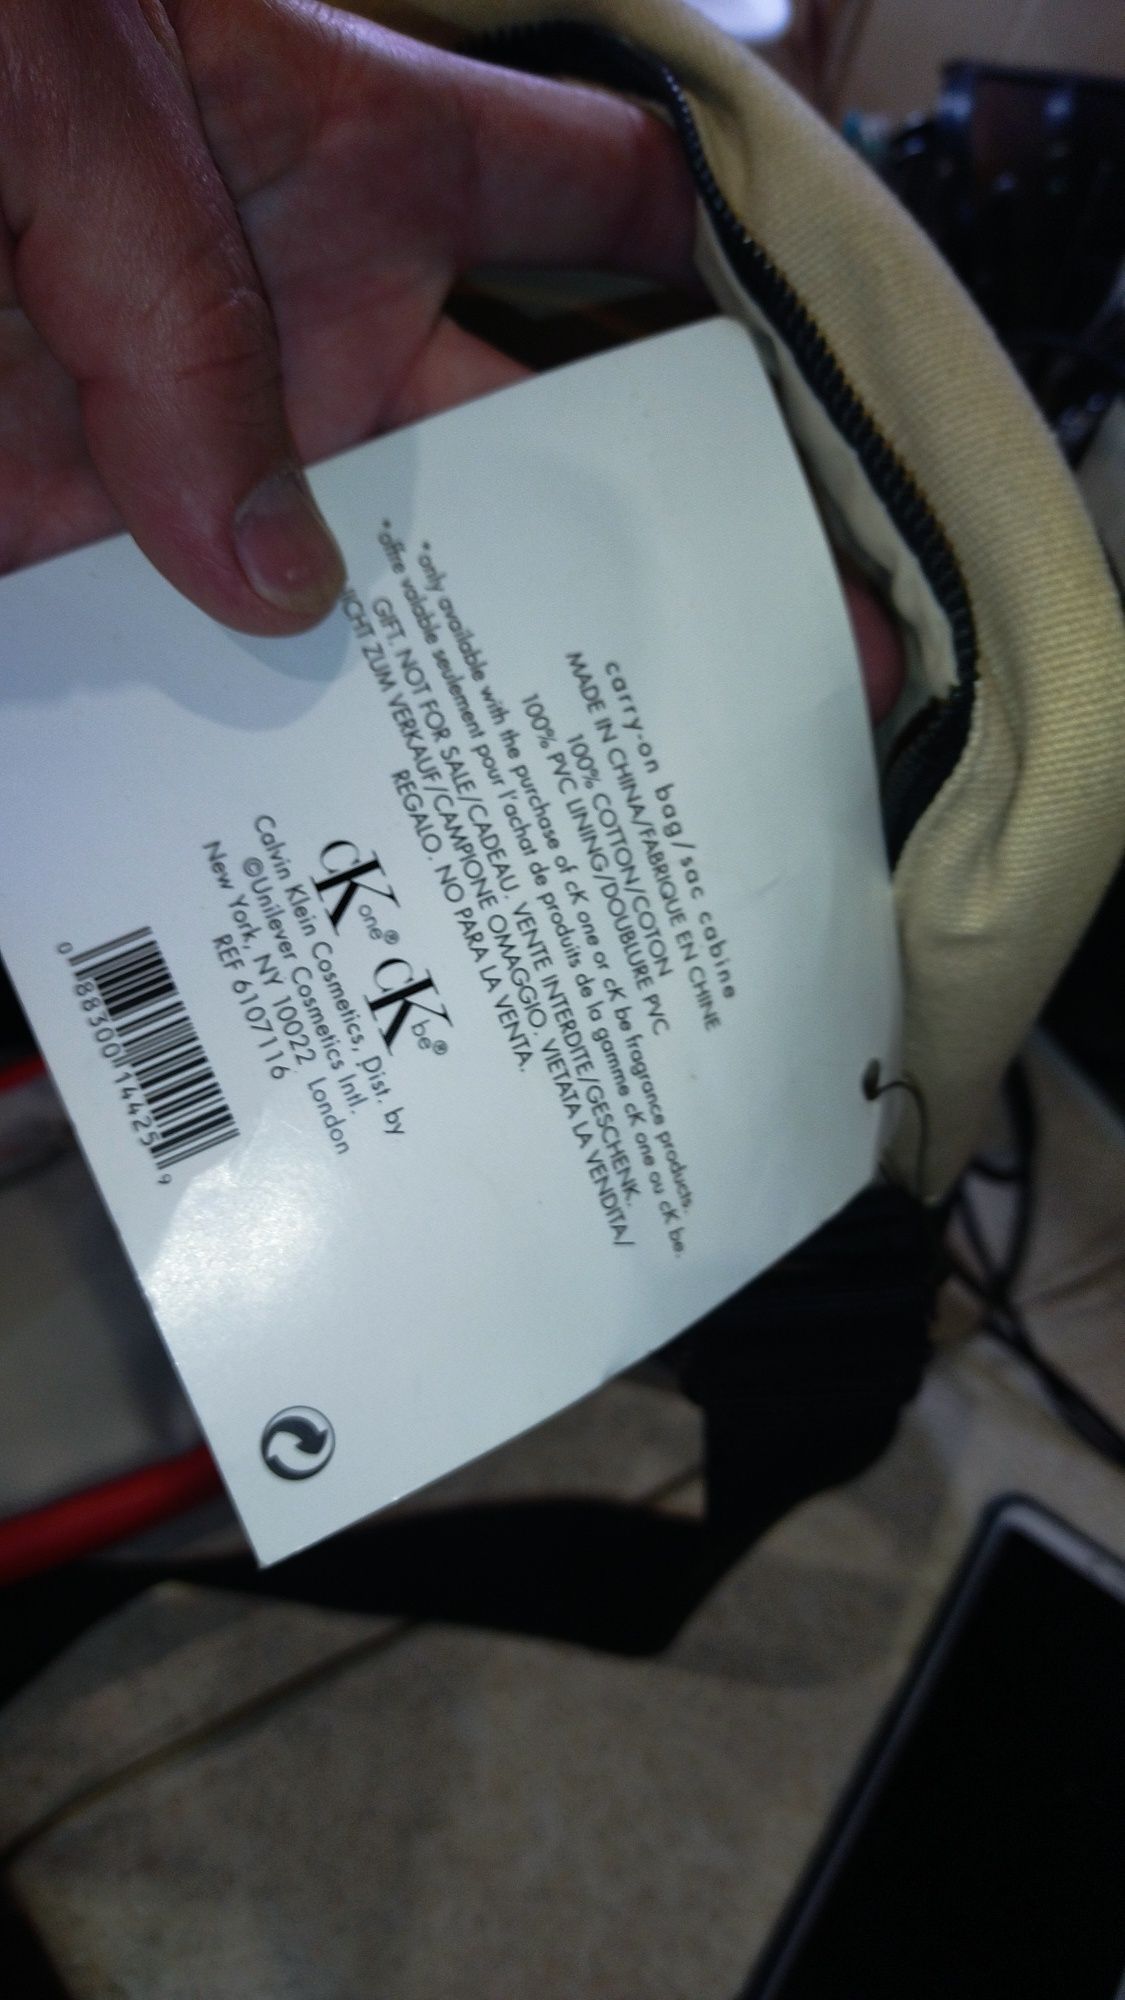 carry-on bag/sac cabine
MADE IN CHINA/FABRIQUE EN CHINE
100% COTTON/COTON
100% PVC LINING/DOUBLURE PVC
*only available with the purchase of cK one or cK be fragrance products.
*offre valable seulement pour l'achat de produits de la gamme cK one ou cK be.
GIFT. NOT FOR SALE/CADEAU. VENTE INTERDITE/GESCHENK.
NICHT ZUM VERKAUF/CAMPIONE OMAGGIO. VIETATA LA VENDITA/
REGALO. NO PARA LA VENTA.
cK one® cK be®
Calvin Klein Cosmetics, Dist. by
©Unilever Cosmetics Intl.
New York, NY 10022 London
REF 6107116
0 88300 14425 9